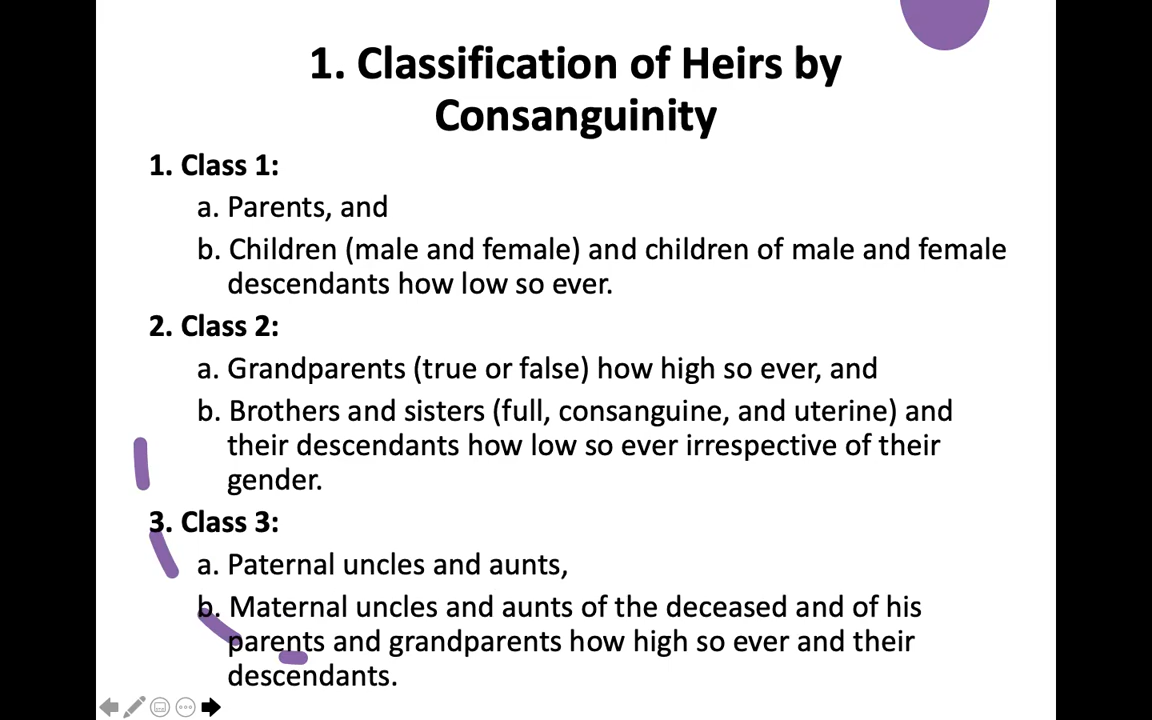 1. Classification of Heirs by
Consanguinity
1. Class 1:
a. Parents, and
b. Children (male and female) and children of male and female
descendants how low so ever.
2. Class 2:
a. Grandparents (true or false) how high so ever, and
b. Brothers and sisters (full, consanguine, and uterine) and
their descendants how low so ever irrespective of their
gender.
3. Class 3:
a. Paternal uncles and aunts,
b. Maternal uncles and aunts of the deceased and of his
parents and grandparents how high so ever and their
descendants.